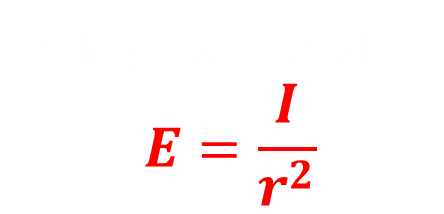 E = I / r²